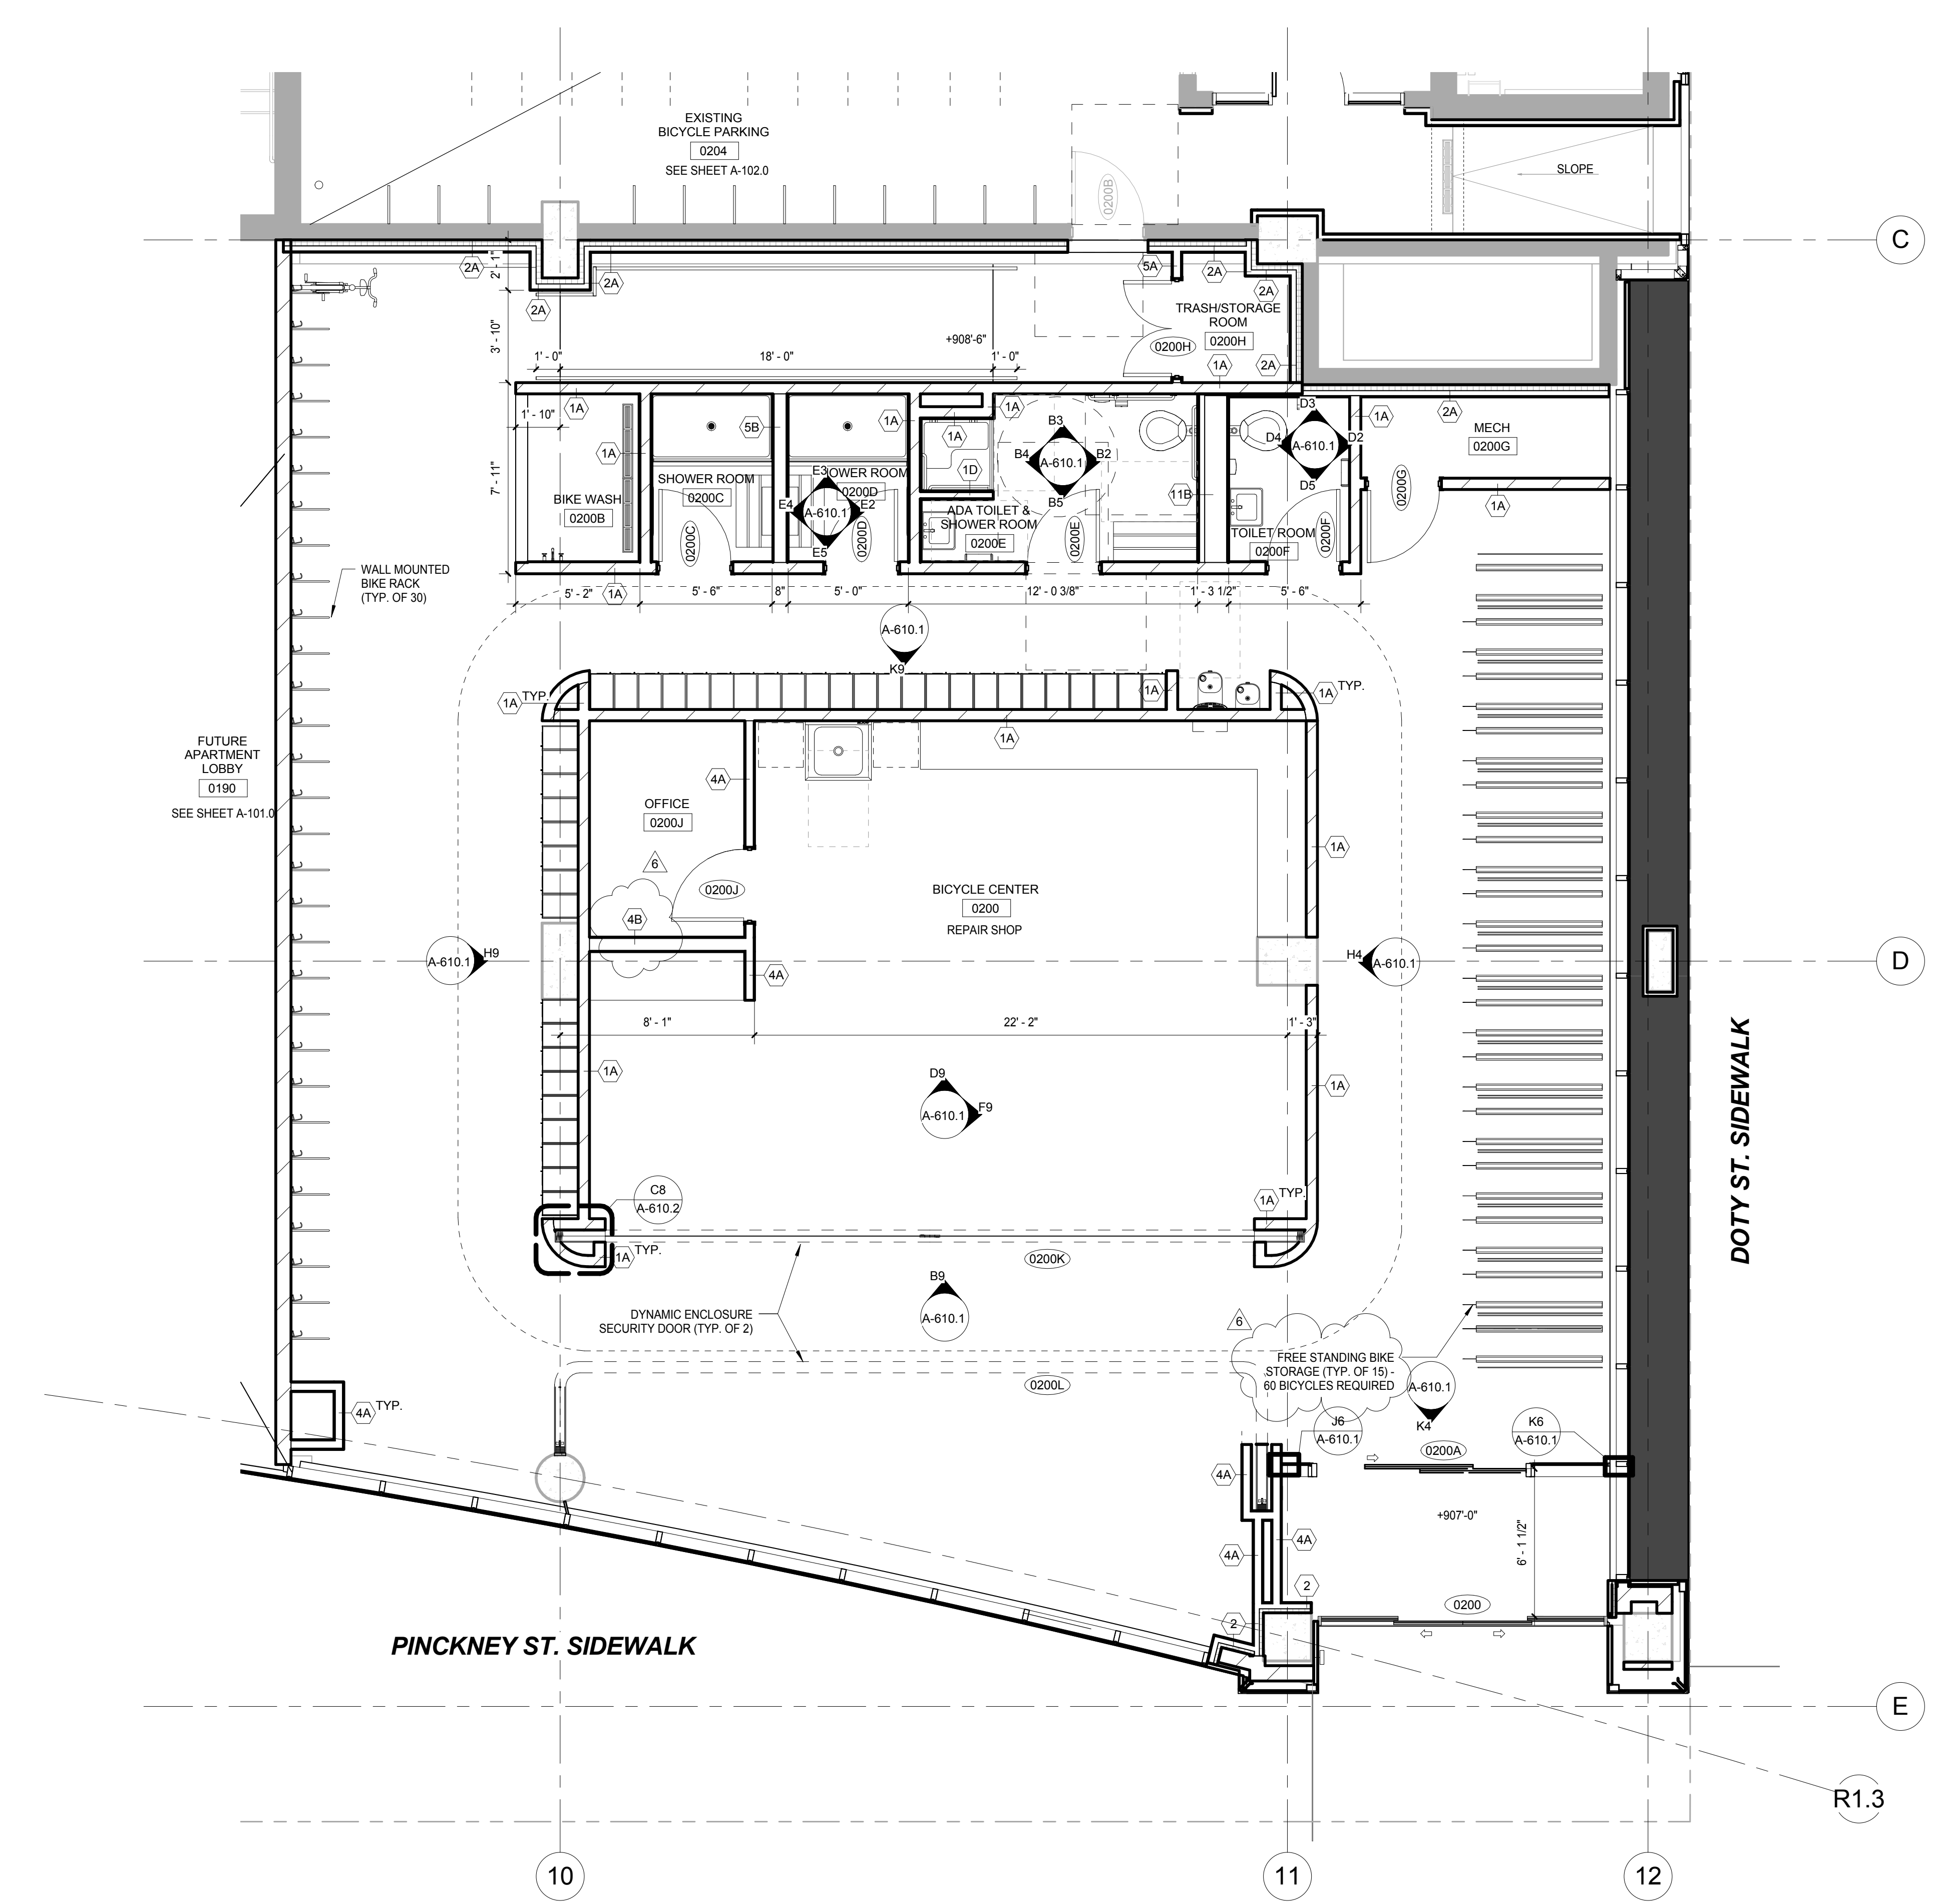 EXISTING
BICYCLE PARKING
0204
SEE SHEET A-102.0
0200B
SLOPE
C
2A
2' - 1"
2A
2A
5A
2A
2A
TRASH/STORAGE
ROOM
0200H
0200H
3' - 10"
+908'-6"
1' - 0"
18' - 0"
1' - 0"
1A
2A
1' - 10"
1A
5B
1A
1A
1A
B3
B4
A-610.1
B2
B5
D3
D4
A-610.1
D2
D5
1A
2A
MECH
0200G
0200G
1A
7' - 11"
1A
BIKE WASH
0200B
SHOWER ROOM
0200C
0200C
E3
OWER ROOM
0200D
E4
A-610.1
E2
E5
0200D
1D
ADA TOILET &
SHOWER ROOM
0200E
0200E
11B
TOILET ROOM
0200F
0200F
WALL MOUNTED
BIKE RACK
(TYP. OF 30)
1A
5' - 2"
5' - 6"
8"
5' - 0"
12' - 0 3/8"
1' - 3 1/2"
5' - 6"
A-610.1
K9
1A
TYP.
1A
1A
TYP.
1A
FUTURE
APARTMENT
LOBBY
0190
SEE SHEET A-101.0
4A
OFFICE
0200J
6
0200J
4B
1A
BICYCLE CENTER
0200
REPAIR SHOP
A-610.1
H9
4A
H4
A-610.1
D
8' - 1"
22' - 2"
1' - 3"
DOTY ST. SIDEWALK
1A
1A
D9
A-610.1
F9
C8
A-610.2
1A
TYP.
1A
TYP.
0200K
B9
A-610.1
DYNAMIC ENCLOSURE
SECURITY DOOR (TYP. OF 2)
6
FREE STANDING BIKE
STORAGE (TYP. OF 15) -
60 BICYCLES REQUIRED
0200L
A-610.1
K4
4A
TYP.
J6
A-610.1
0200A
K6
A-610.1
4A
+907'-0"
4A
4A
6' - 1 1/2"
2
2
0200
PINCKNEY ST. SIDEWALK
E
R1.3
10
11
12